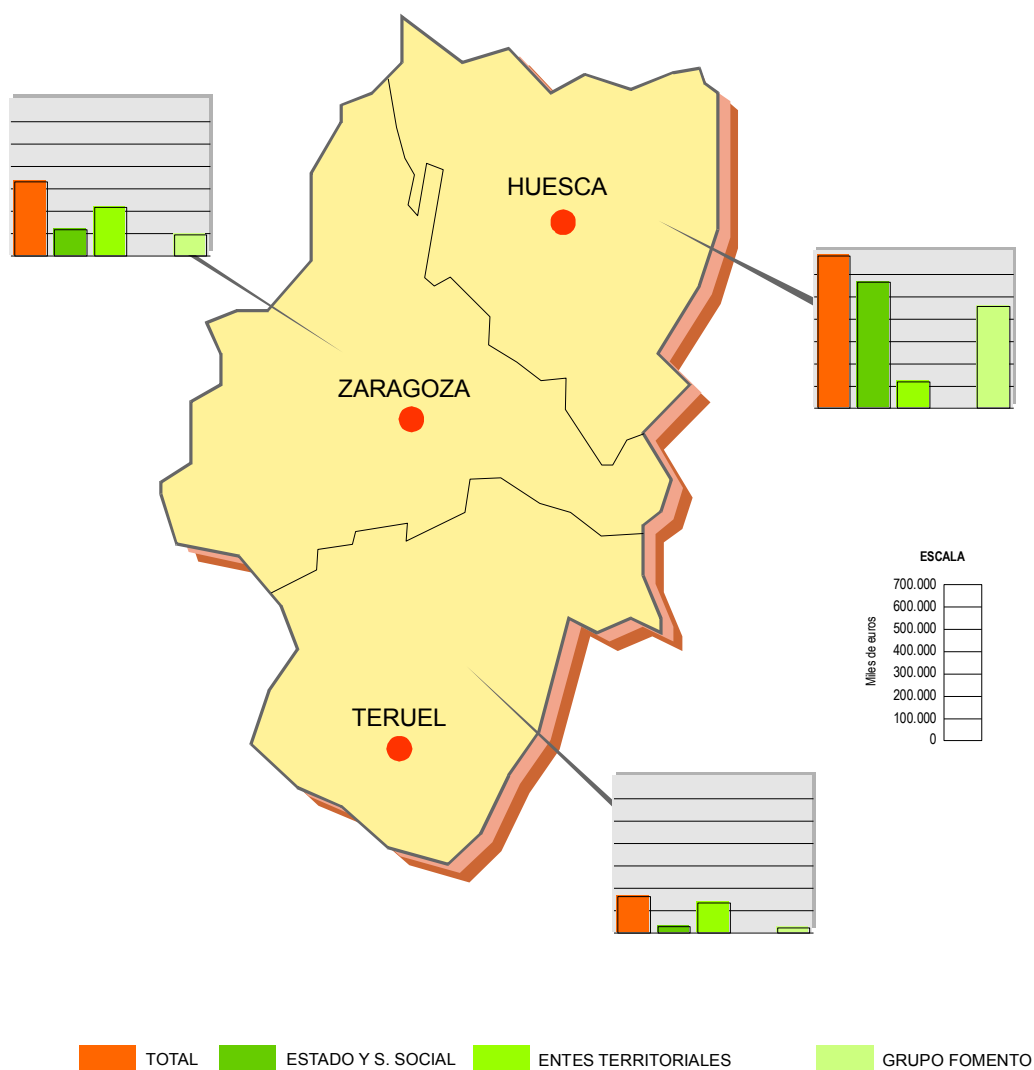 HUESCA
ZARAGOZA
TERUEL
ESCALA
Miles de euros
700.000
600.000
500.000
400.000
300.000
200.000
100.000
0
TOTAL
ESTADO Y S. SOCIAL
ENTES TERRITORIALES
GRUPO FOMENTO